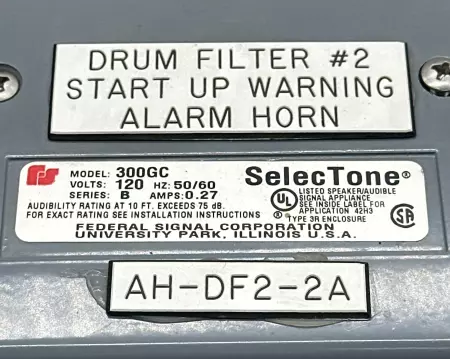 DRUM FILTER #2
START UP WARNING
ALARM HORN
MODEL: 300GC
VOLTS: 120 HZ: 50/60
SERIES: B AMPS: 0.27
AUDIBILITY RATING AT 10 FT. EXCEEDS 75 dB.
FOR EXACT RATING SEE INSTALLATION INSTRUCTIONS
SelecTone®
UL
LISTED SPEAKER/AUDIBLE
SIGNAL APPLIANCE
SEE INSIDE LABEL FOR
APPLICATION 42H3
TYPE 3R ENCLOSURE
FEDERAL SIGNAL CORPORATION
UNIVERSITY PARK, ILLINOIS U.S.A.
AH-DF2-2A